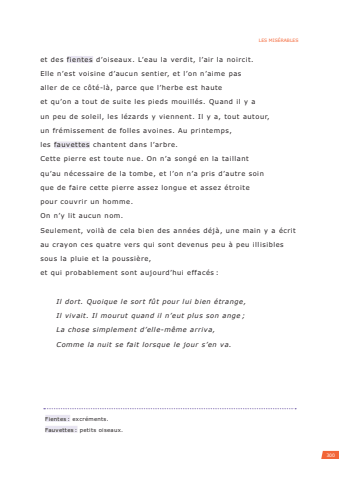 LES MISÉRABLES
et des fientes d’oiseaux. L’eau la verdit, l’air la noircit.
Elle n’est voisine d’aucun sentier, et l’on n’aime pas
aller de ce côté-là, parce que l’herbe est haute
et qu’on a tout de suite les pieds mouillés. Quand il y a
un peu de soleil, les lézards y viennent. Il y a, tout autour,
un frémissement de folles avoines. Au printemps,
les fauvettes chantent dans l’arbre.
Cette pierre est toute nue. On n’a songé en la taillant
qu’au nécessaire de la tombe, et l’on n’a pris d’autre soin
que de faire cette pierre assez longue et assez étroite
pour couvrir un homme.
On n’y lit aucun nom.
Seulement, voilà de cela bien des années déjà, une main y a écrit
au crayon ces quatre vers qui sont devenus peu à peu illisibles
sous la pluie et la poussière,
et qui probablement sont aujourd’hui effacés :
Il dort. Quoique le sort fût pour lui bien étrange,
Il vivait. Il mourut quand il n’eut plus son ange ;
La chose simplement d’elle-même arriva,
Comme la nuit se fait lorsque le jour s’en va.
Fientes : excréments.
Fauvettes : petits oiseaux.
300